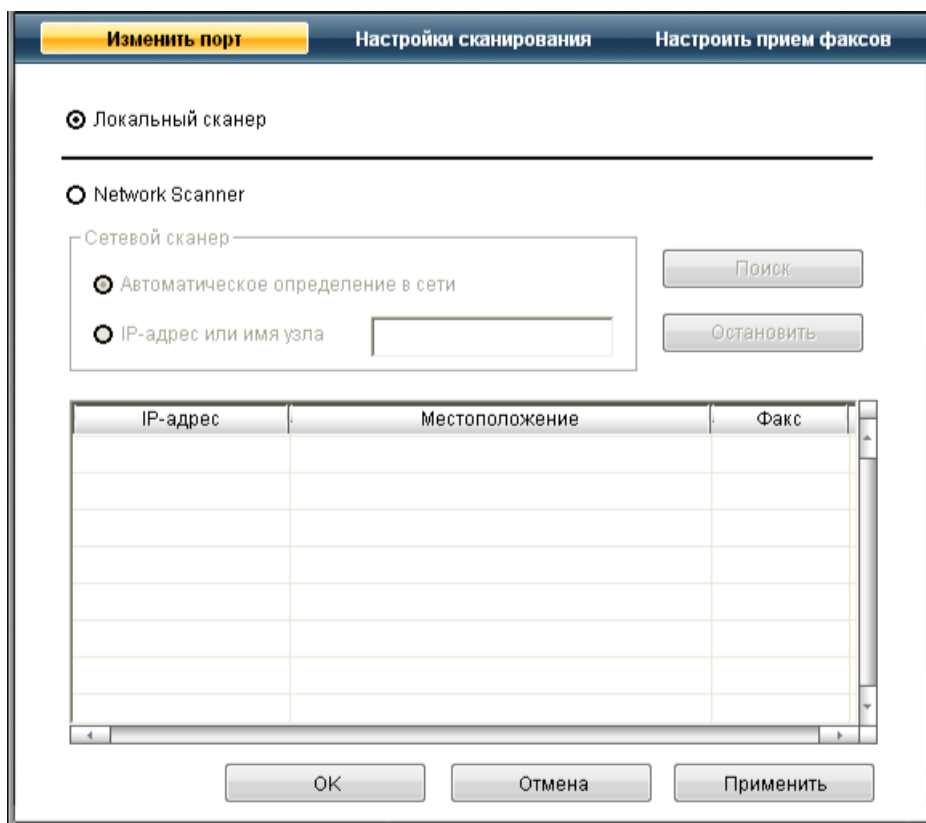 Изменить порт Настройки сканирования Настроить прием факсов
Локальный сканер
Network Scanner
Сетевой сканер
Автоматическое определение в сети
Поиск
IP-адрес или имя узла
Остановить
IP-адрес Местоположение Факс
OK Отмена Применить